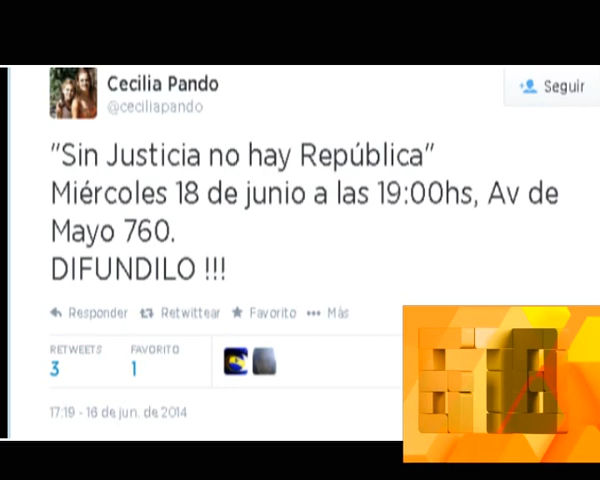 Cecilia Pando
@ceciliapando
Seguir
"Sin Justicia no hay República"
Miércoles 18 de junio a las 19:00hs, Av de
Mayo 760.
DIFUNDILO !!!
Responder Retwittear Favorito Más
RETWEETS FAVORITO
3 1
17:19 - 16 de jun. de 2014